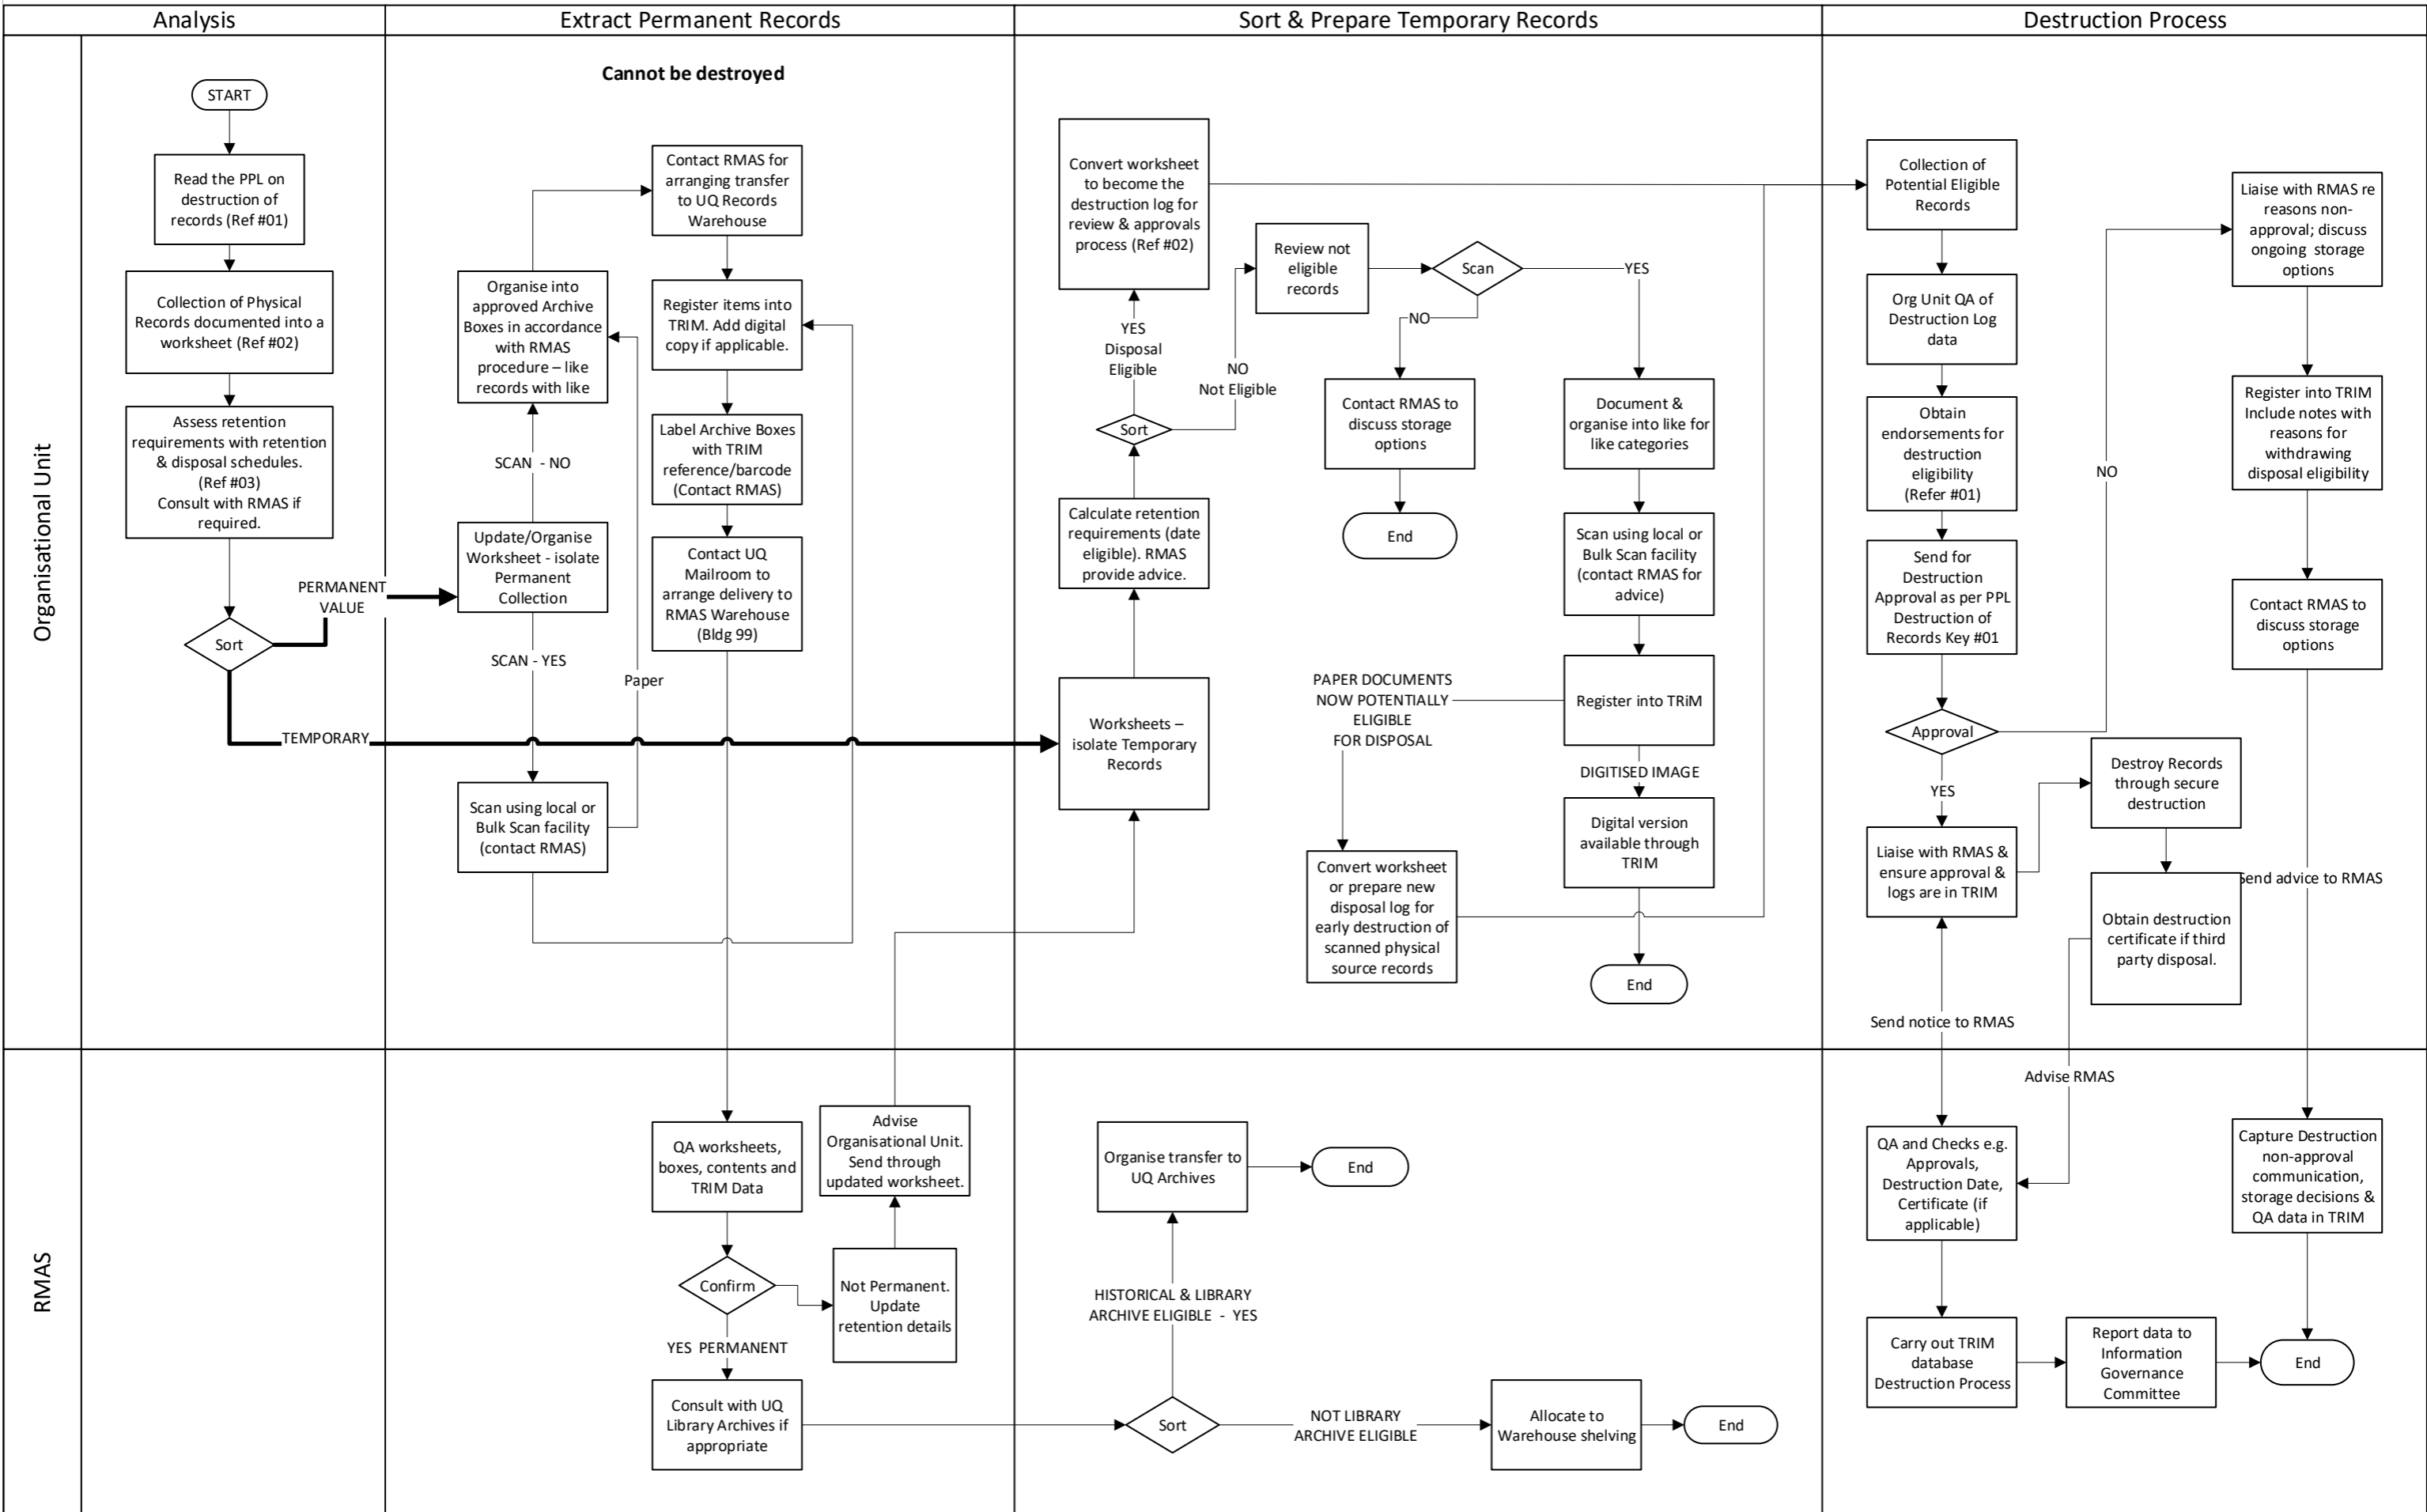 Analysis
Extract Permanent Records
Sort & Prepare Temporary Records
Destruction Process
Organisational Unit
START
Read the PPL on
destruction of
records (Ref #01)
Collection of Physical
Records documented into a
worksheet (Ref #02)
Assess retention
requirements with retention
& disposal schedules.
(Ref #03)
Consult with RMAS if
required.
Sort
PERMANENT
VALUE
TEMPORARY
Cannot be destroyed
Contact RMAS for
arranging transfer
to UQ Records
Warehouse
Organise into
approved Archive
Boxes in accordance
with RMAS
procedure – like
records with like
Register items into
TRIM. Add digital
copy if applicable.
SCAN - NO
Label Archive Boxes
with TRIM
reference/barcode
(Contact RMAS)
Update/Organise
Worksheet - isolate
Permanent
Collection
Contact UQ
Mailroom to
arrange delivery to
RMAS Warehouse
(Bldg 99)
SCAN - YES
Paper
Scan using local or
Bulk Scan facility
(contact RMAS)
Convert worksheet
to become the
destruction log for
review & approvals
process (Ref #02)
YES
Disposal
Eligible
NO
Not Eligible
Sort
Calculate retention
requirements (date
eligible). RMAS
provide advice.
Worksheets –
isolate Temporary
Records
Review not
eligible
records
Scan
YES
NO
Contact RMAS to
discuss storage
options
End
Document &
organise into like for
like categories
Scan using local or
Bulk Scan facility
(contact RMAS for
advice)
Register into TRiM
PAPER DOCUMENTS
NOW POTENTIALLY
ELIGIBLE
FOR DISPOSAL
DIGITISED IMAGE
Digital version
available through
TRIM
Convert worksheet
or prepare new
disposal log for
early destruction of
scanned physical
source records
End
Collection of
Potential Eligible
Records
Org Unit QA of
Destruction Log
data
Obtain
endorsements for
destruction
eligibility
(Refer #01)
Send for
Destruction
Approval as per PPL
Destruction of
Records Key #01
Approval
NO
YES
Liaise with RMAS &
ensure approval &
logs are in TRIM
Destroy Records
through secure
destruction
Obtain destruction
certificate if third
party disposal.
Liaise with RMAS re
reasons non-
approval; discuss
ongoing storage
options
Register into TRIM
Include notes with
reasons for
withdrawing
disposal eligibility
Contact RMAS to
discuss storage
options
Send advice to RMAS
Send notice to RMAS
Advise RMAS
RMAS
QA worksheets,
boxes, contents and
TRIM Data
Advise
Organisational Unit.
Send through
updated worksheet.
Confirm
Not Permanent.
Update
retention details
YES PERMANENT
Consult with UQ
Library Archives if
appropriate
Organise transfer to
UQ Archives
End
HISTORICAL & LIBRARY
ARCHIVE ELIGIBLE - YES
Sort
NOT LIBRARY
ARCHIVE ELIGIBLE
Allocate to
Warehouse shelving
End
QA and Checks e.g.
Approvals,
Destruction Date,
Certificate (if
applicable)
Capture Destruction
non-approval
communication,
storage decisions &
QA data in TRIM
Carry out TRIM
database
Destruction Process
Report data to
Information
Governance
Committee
End